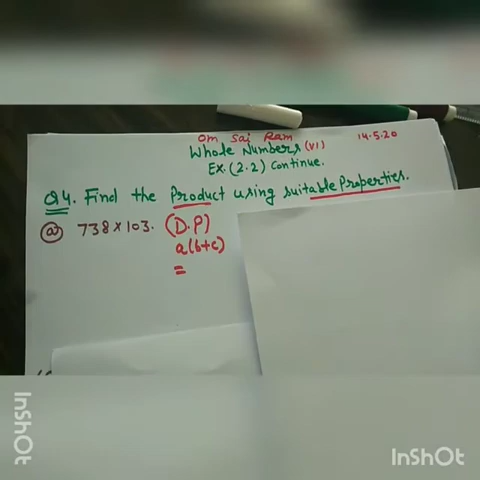 Om Sai Ram
14-5.20
Whole Numbers (VI)
Ex. (2.2) Continue.
Q4. Find the Product using suitable Properties.
(a) 738 × 103. (D.P)
a(b+c)
=
InShOt
InShOt